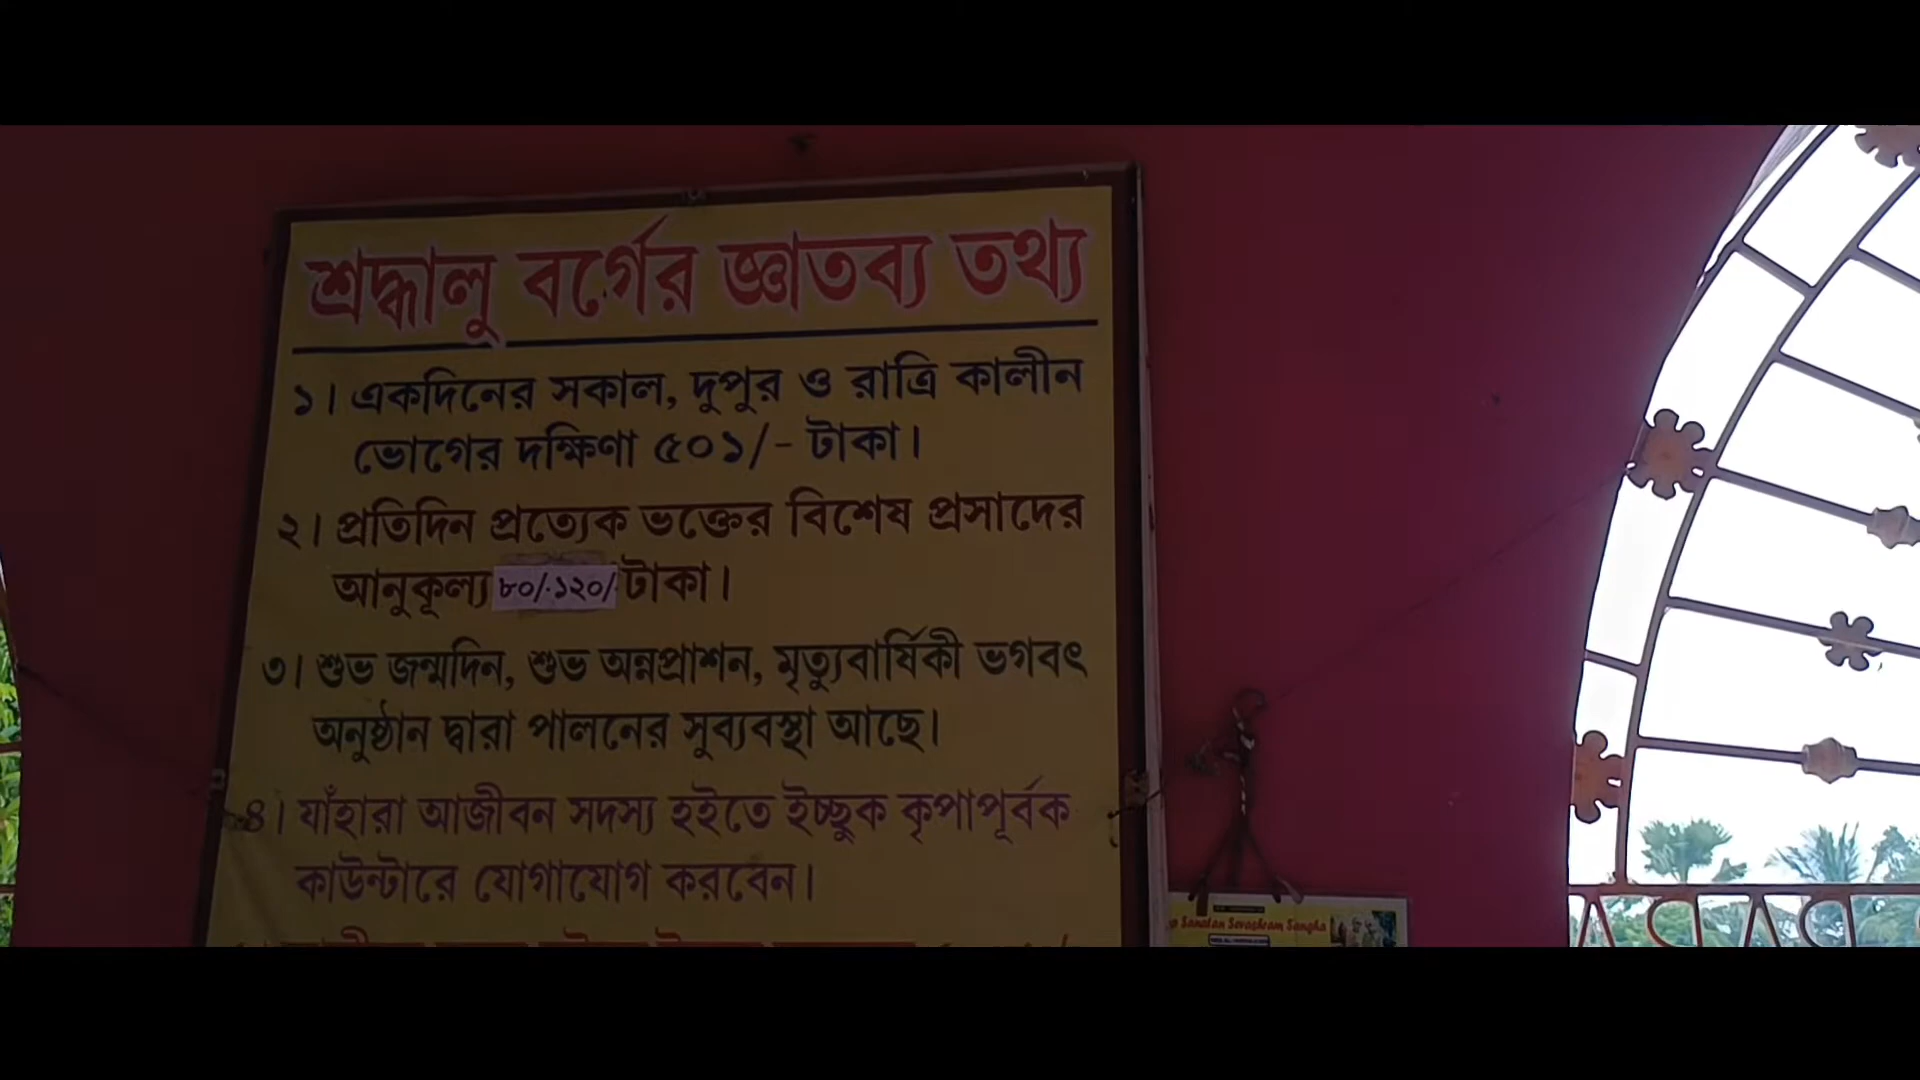 শ্রদ্ধালু বর্গের জ্ঞাতব্য তথ্য
১। একদিনের সকাল, দুপুর ও রাত্রি কালীন
ভোগের দক্ষিণা ৫০১/- টাকা।
২। প্রতিদিন প্রত্যেক ভক্তের বিশেষ প্রসাদের
আনুকূল্য ৮০/-১২০/- টাকা।
৩। শুভ জন্মদিন, শুভ অন্নপ্রাশন, মৃত্যুবার্ষিকী ভগবৎ
অনুষ্ঠান দ্বারা পালনের সুব্যবস্থা আছে।
৪। যাঁহারা আজীবন সদস্য হইতে ইচ্ছুক কৃপাপূর্বক
কাউন্টারে যোগাযোগ করবেন।
Sanatan Sevashram Sangha